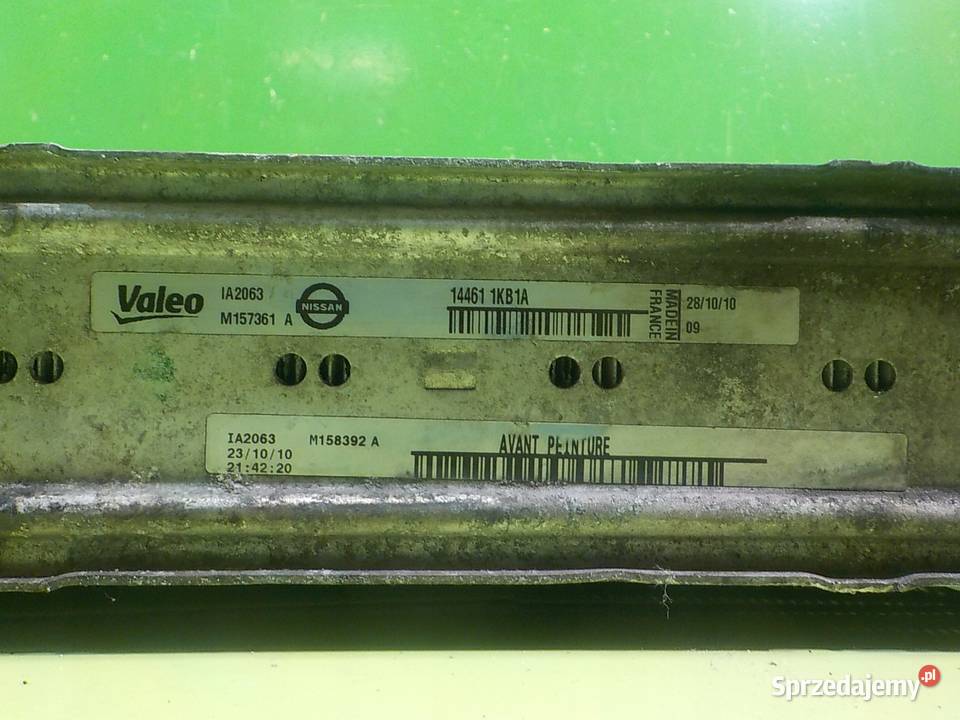 Valeo
IA2063
M157361 A
NISSAN
14461 1KB1A
MADE IN
FRANCE
28/10/10
09
IA2063
23/10/10
21:42:20
M158392 A
AVANT PEINTURE
Sprzedajemy.pl